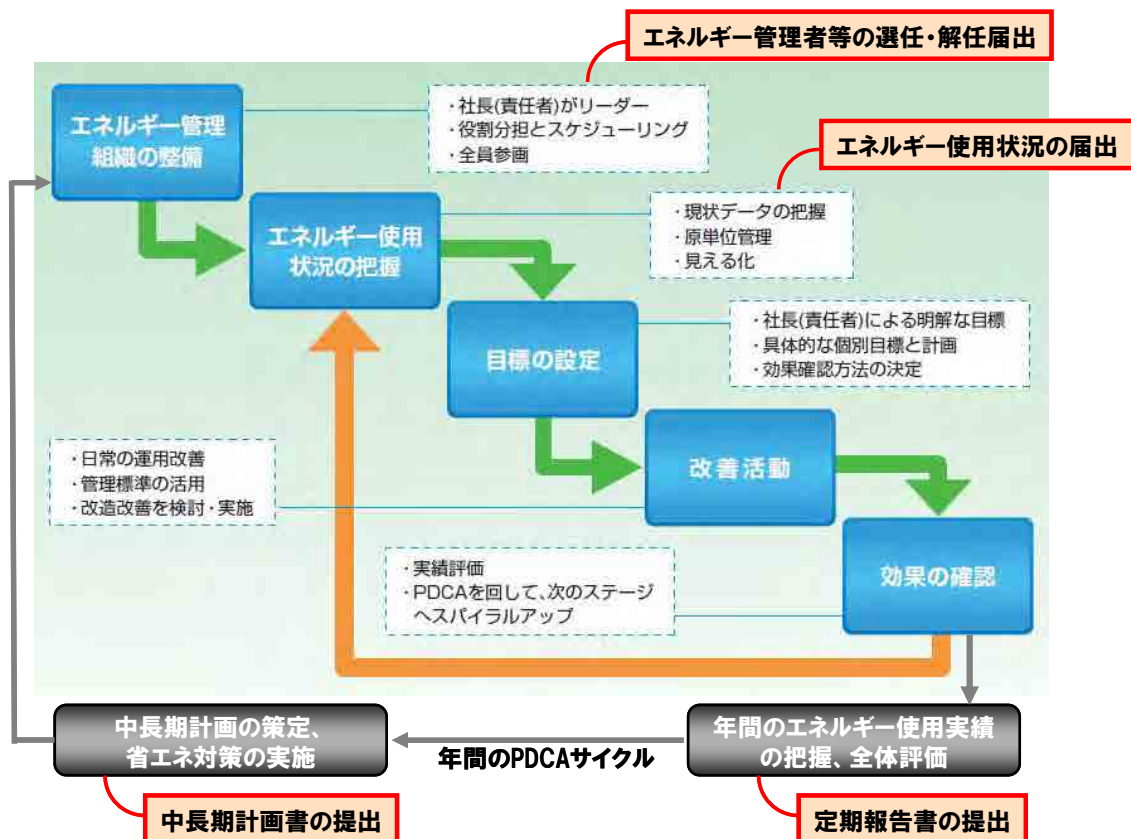 エネルギー管理者等の選任・解任届出
エネルギー管理
組織の整備
・社長(責任者)がリーダー
・役割分担とスケジューリング
・全員参画
エネルギー使用状況の届出
エネルギー使用
状況の把握
・現状データの把握
・原単位管理
・見える化
目標の設定
・社長(責任者)による明解な目標
・具体的な個別目標と計画
・効果確認方法の決定
改善活動
・日常の運用改善
・管理標準の活用
・改造改善を検討・実施
効果の確認
・実績評価
・PDCAを回して、次のステージ
へスパイラルアップ
中長期計画の策定、
省エネ対策の実施
年間のPDCAサイクル
年間のエネルギー使用実績
の把握、全体評価
中長期計画書の提出
定期報告書の提出